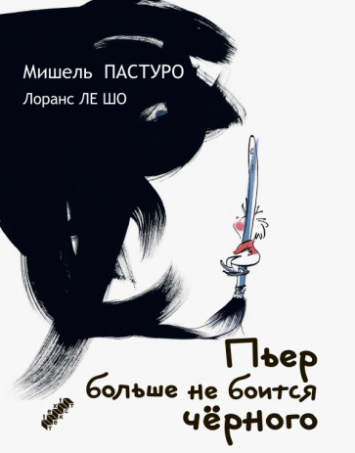 Мишель ПАСТУРО
Лоранс ЛЕ ШО
Пьер
больше не боится
чёрного